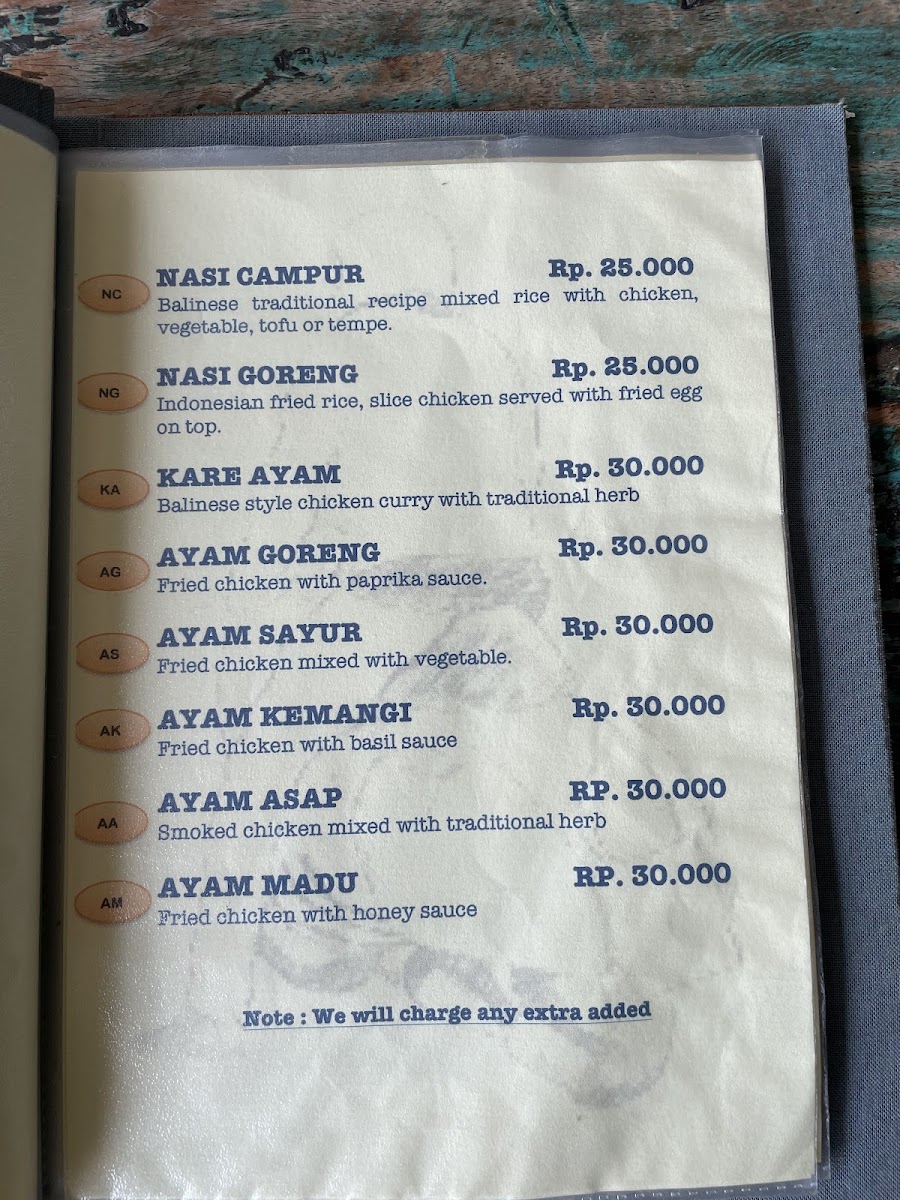 NC NASI CAMPUR Rp. 25.000
Balinese traditional recipe mixed rice with chicken,
vegetable, tofu or tempe.
NG NASI GORENG Rp. 25.000
Indonesian fried rice, slice chicken served with fried egg
on top.
KA KARE AYAM Rp. 30.000
Balinese style chicken curry with traditional herb
AG AYAM GORENG Rp. 30.000
Fried chicken with paprika sauce.
AS AYAM SAYUR Rp. 30.000
Fried chicken mixed with vegetable.
AK AYAM KEMANGI Rp. 30.000
Fried chicken with basil sauce
AA AYAM ASAP RP. 30.000
Smoked chicken mixed with traditional herb
AM AYAM MADU RP. 30.000
Fried chicken with honey sauce
Note : We will charge any extra added